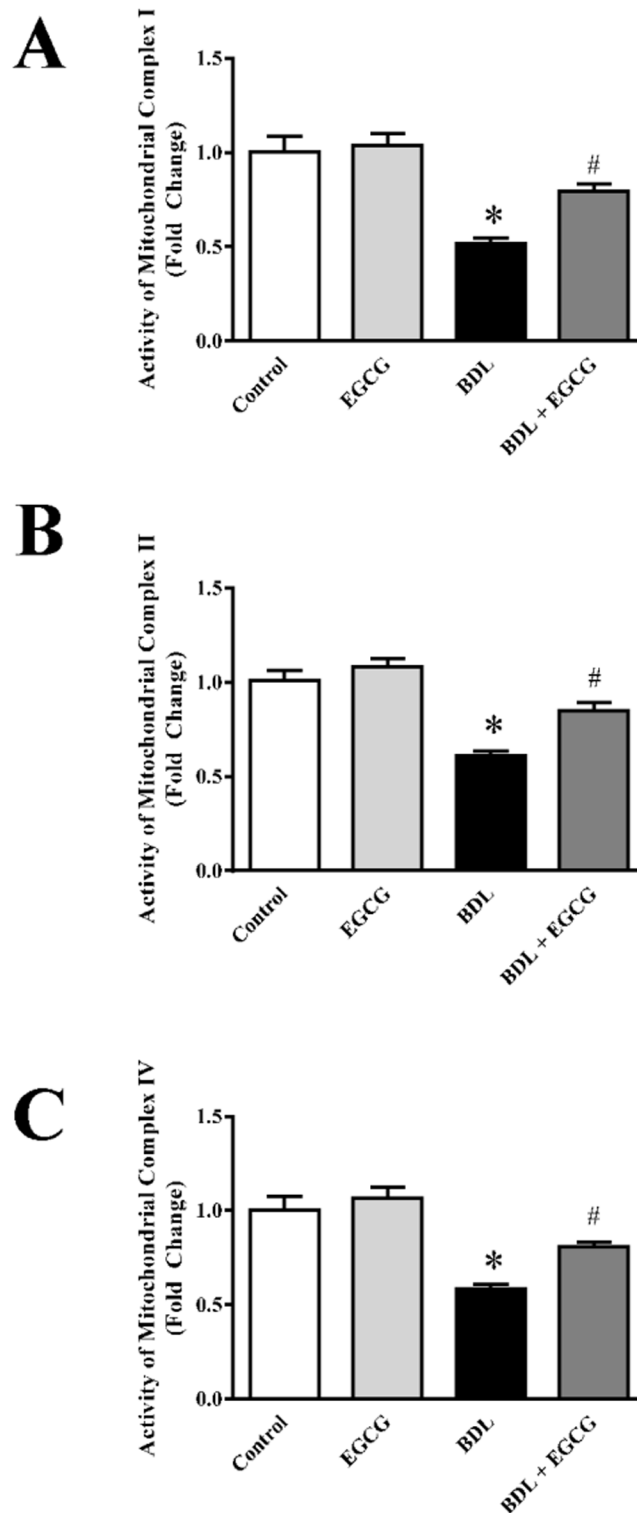 A
Activity of Mitochondrial Complex I
(Fold Change)
1.5
1.0
0.5
0.0
*
#
Control
EGCG
BDL
BDL + EGCG
B
Activity of Mitochondrial Complex II
(Fold Change)
1.5
1.0
0.5
0.0
*
#
Control
EGCG
BDL
BDL + EGCG
C
Activity of Mitochondrial Complex IV
(Fold Change)
1.5
1.0
0.5
0.0
*
#
Control
EGCG
BDL
BDL + EGCG